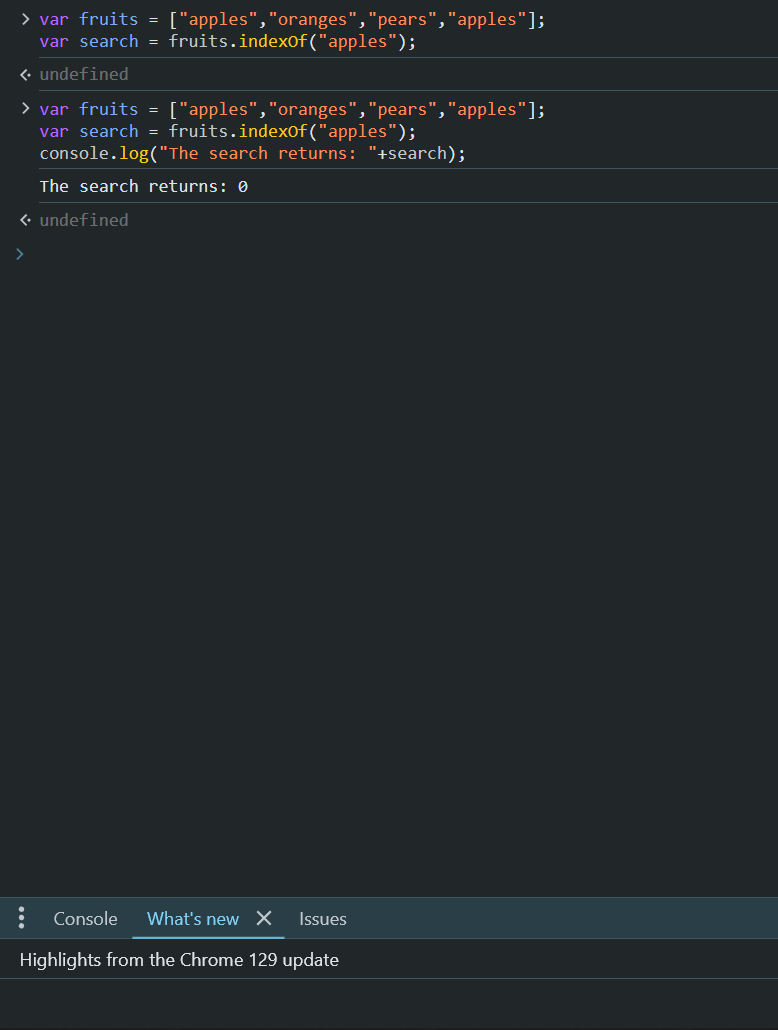 var fruits = ["apples","oranges","pears","apples"];
var search = fruits.indexOf("apples");
undefined
var fruits = ["apples","oranges","pears","apples"];
var search = fruits.indexOf("apples");
console.log("The search returns: "+search);
The search returns: 0
undefined
Console What's new Issues
Highlights from the Chrome 129 update